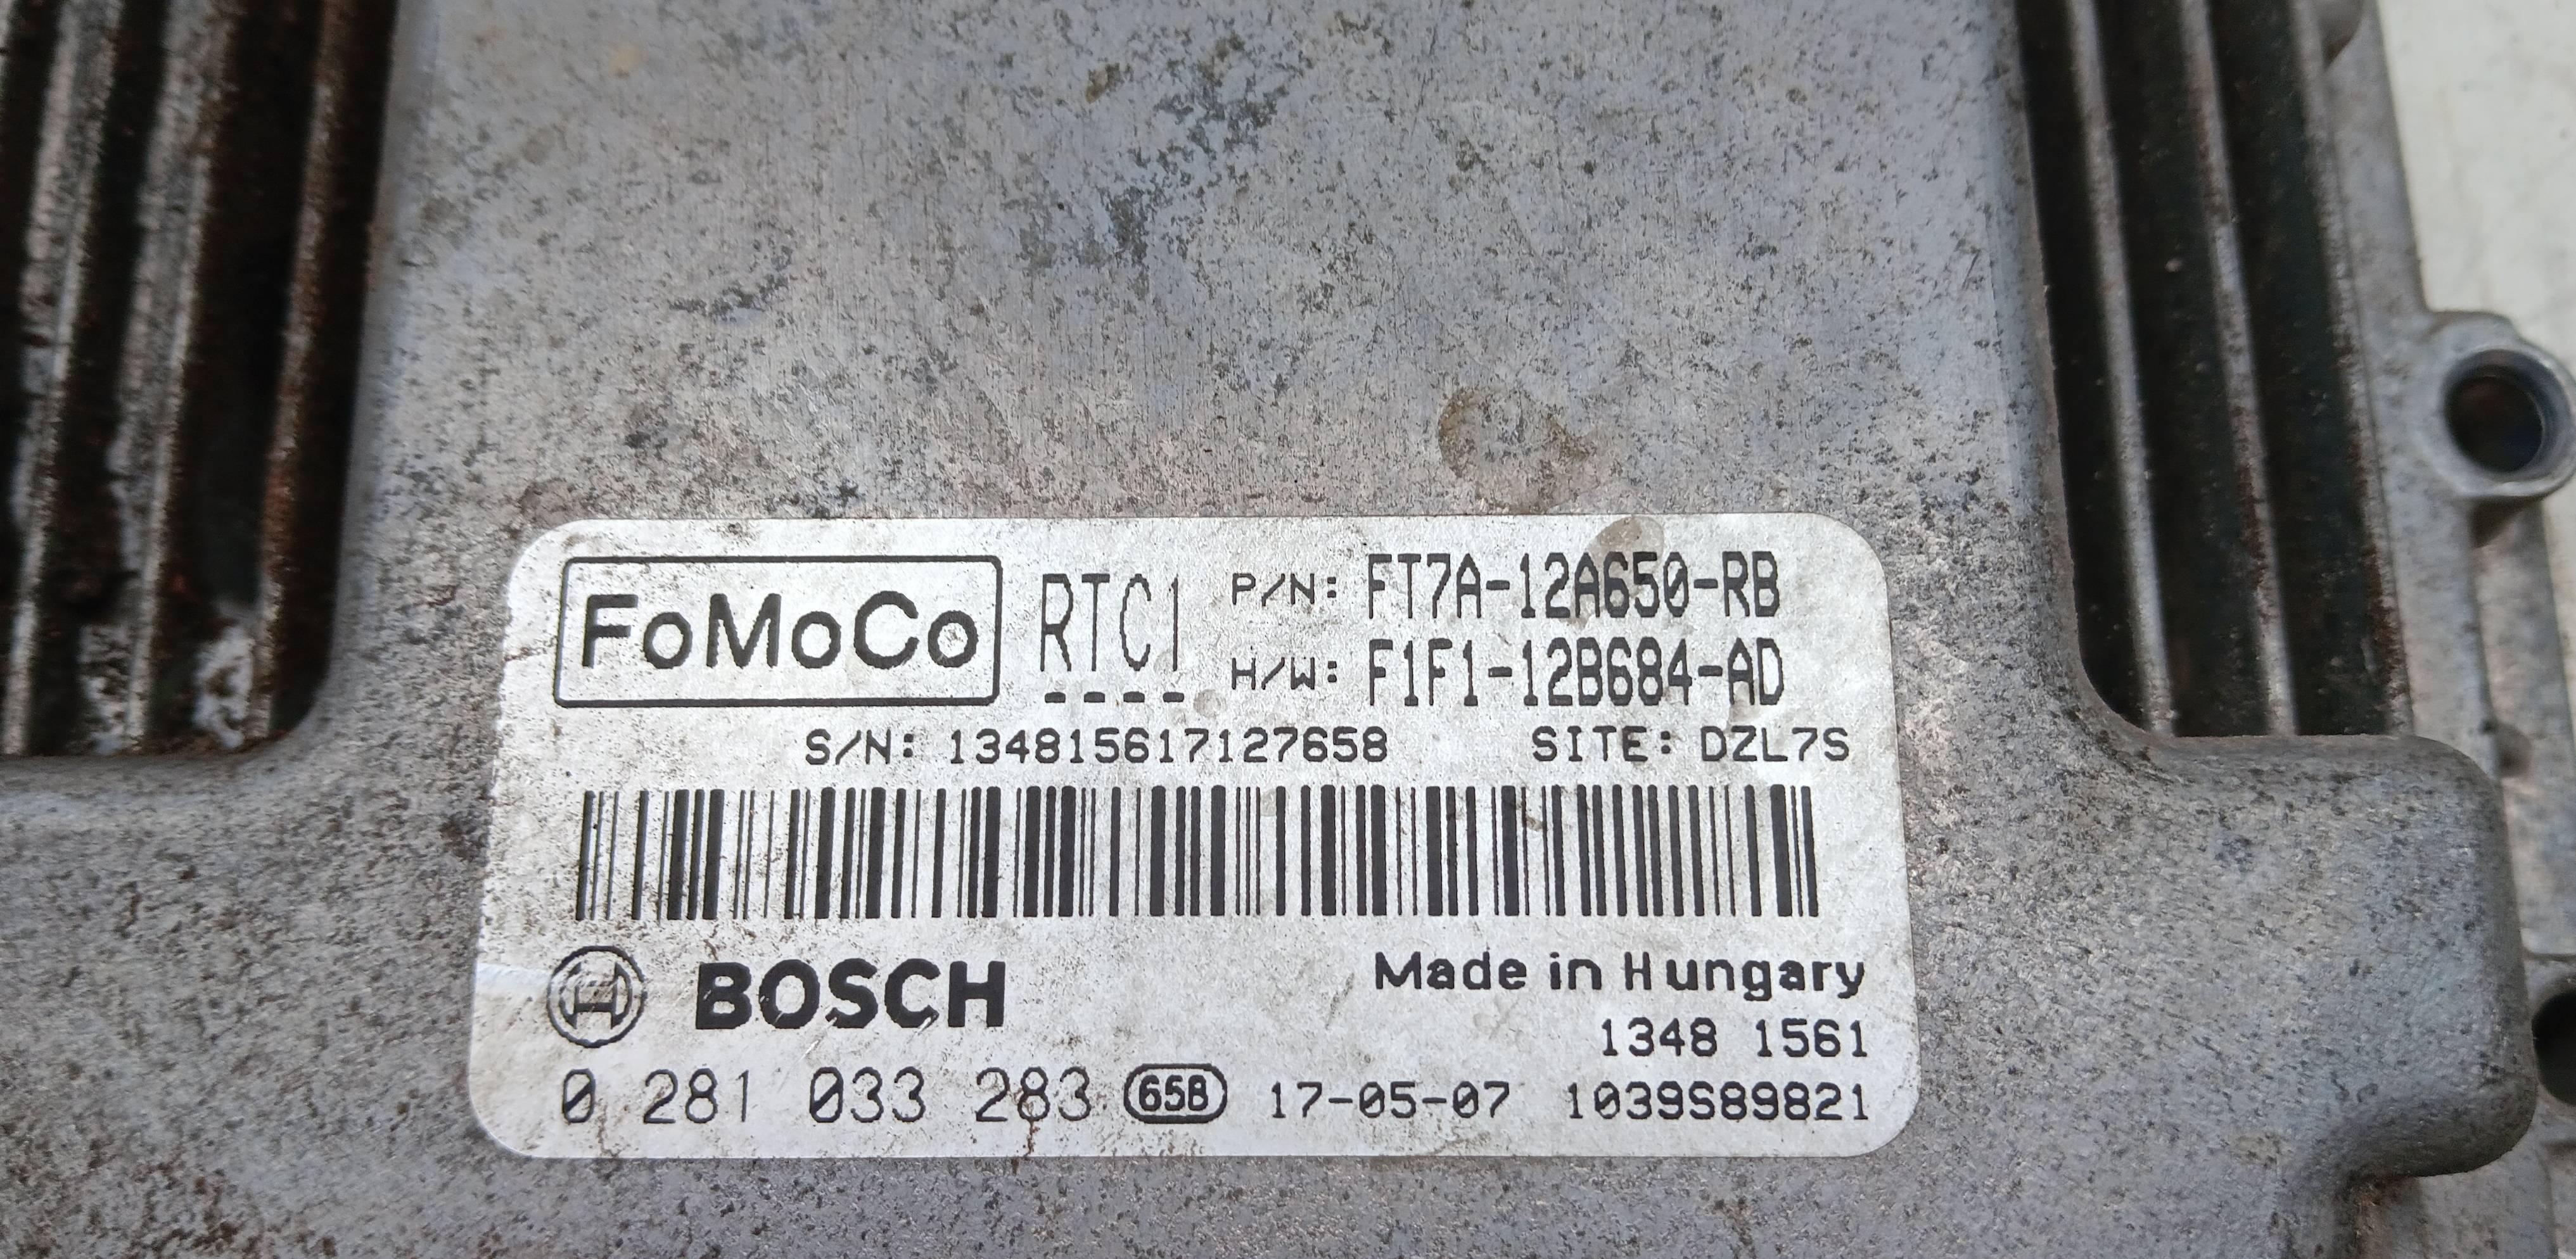 FoMoCo RTC1 P/N: FT7A-12A650-RB
---- H/W: F1F1-12B684-AD
S/N: 134815617127658 SITE: DZL7S
BOSCH Made in Hungary
1348 1561
0 281 033 283 65B 17-05-07 1039S89821